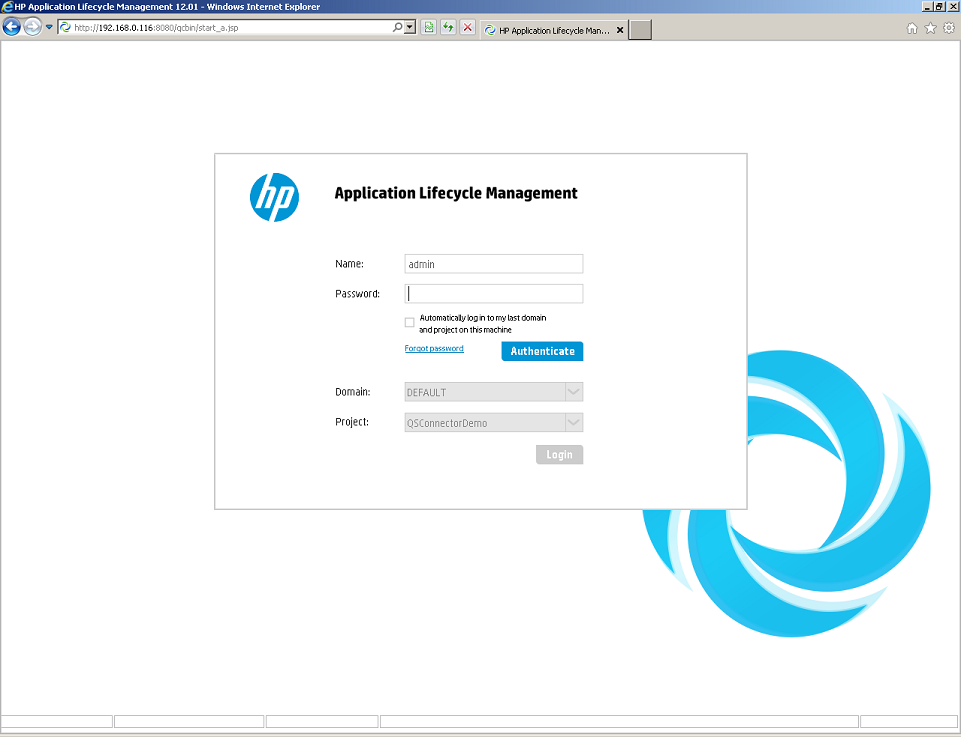 HP Application Lifecycle Management 12.01 - Windows Internet Explorer
http://192.168.0.116:8080/qcbin/start_a.jsp
HP Application Lifecycle Man...
hp
Application Lifecycle Management
Name:
admin
Password:
Automatically log in to my last domain
and project on this machine
Forgot password
Authenticate
Domain:
DEFAULT
Project:
QSConnectorDemo
Login